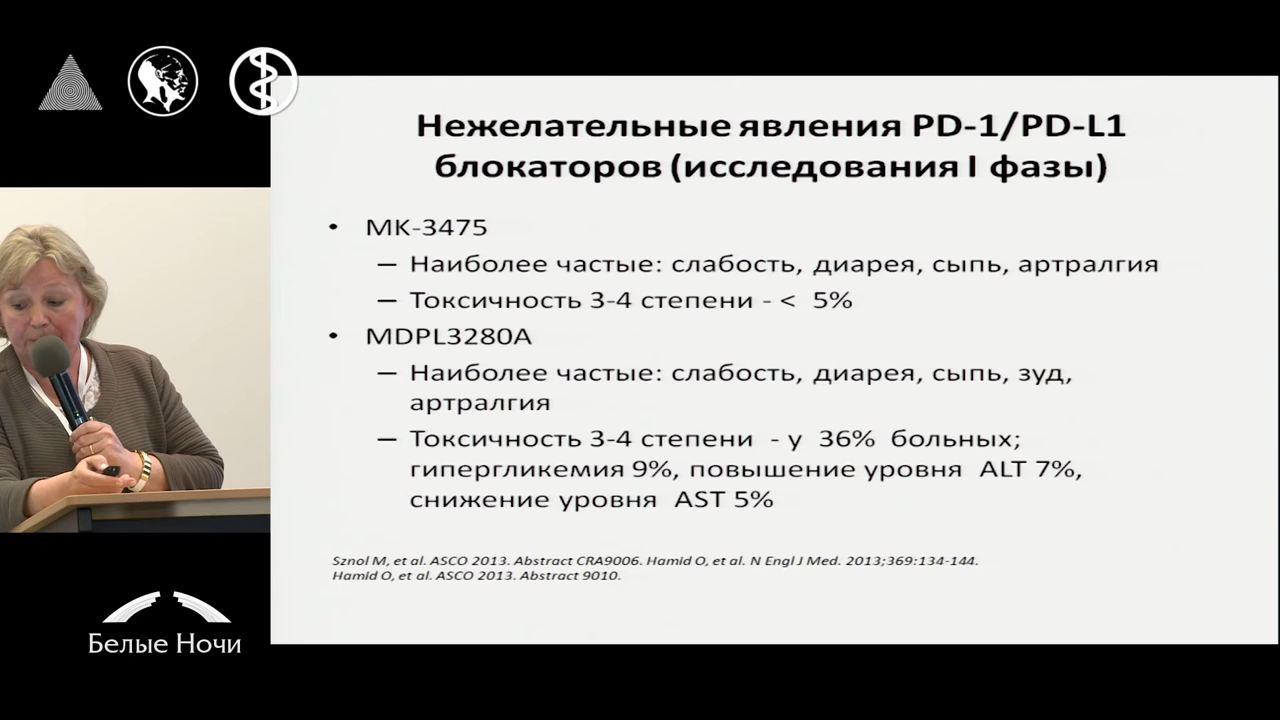 Нежелательные явления PD-1/PD-L1
блокаторов (исследования I фазы)
• MK-3475
– Наиболее частые: слабость, диарея, сыпь, артралгия
– Токсичность 3-4 степени - < 5%
• MDPL3280A
– Наиболее частые: слабость, диарея, сыпь, зуд,
артралгия
– Токсичность 3-4 степени - у 36% больных;
гипергликемия 9%, повышение уровня ALT 7%,
снижение уровня AST 5%
Sznol M, et al. ASCO 2013. Abstract CRA9006. Hamid O, et al. N Engl J Med. 2013;369:134-144.
Hamid O, et al. ASCO 2013. Abstract 9010.
Белые Ночи